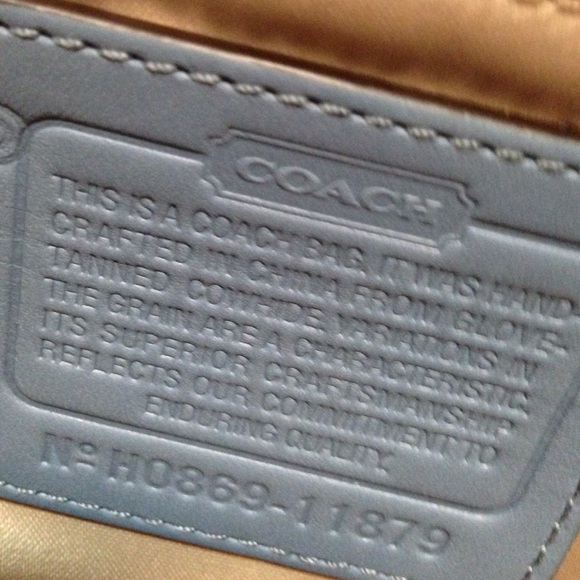 COACH
THIS IS A COACH BAG. IT WAS HAND-
CRAFTED IN CHINA FROM GLOVE-
TANNED COWHIDE. VARIATIONS IN
THE GRAIN ARE A CHARACTERISTIC.
ITS SUPERIOR CRAFTSMANSHIP
REFLECTS OUR COMMITMENT TO
ENDURING QUALITY.
Nº H0869-11879